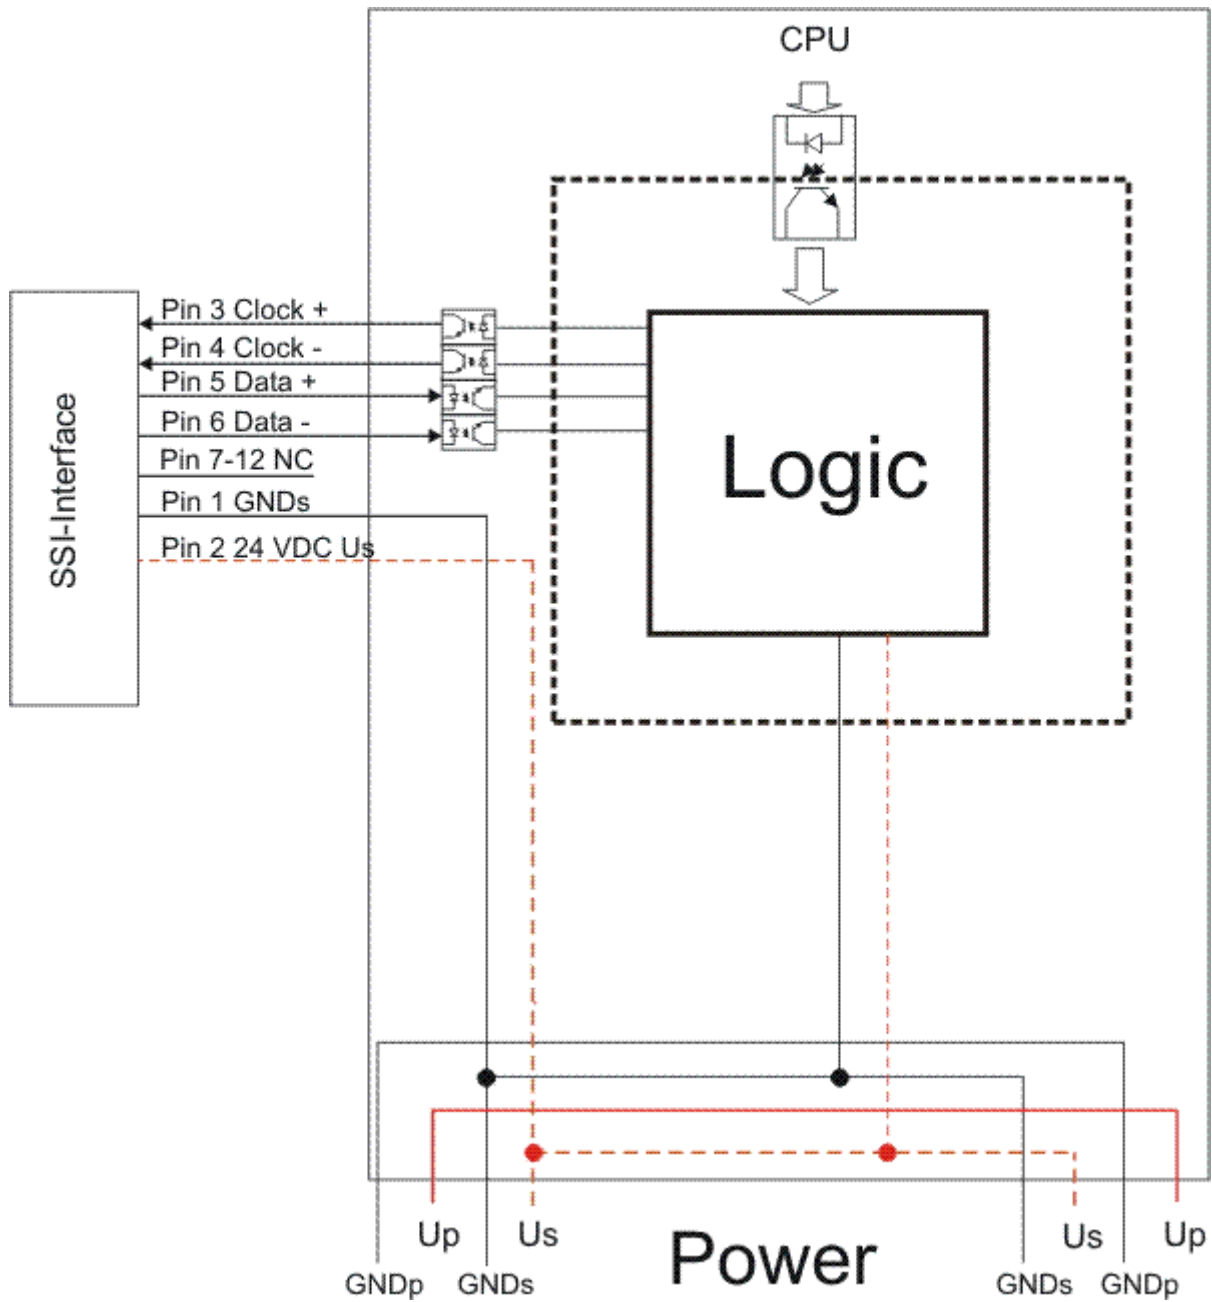 CPU
Pin 3 Clock +
Pin 4 Clock -
Pin 5 Data +
Pin 6 Data -
Pin 7-12 NC
Pin 1 GNDs
Pin 2 24 VDC Us
SSI-Interface
Logic
Up
Us
Us
Up
Power
GNDp
GNDs
GNDs
GNDp